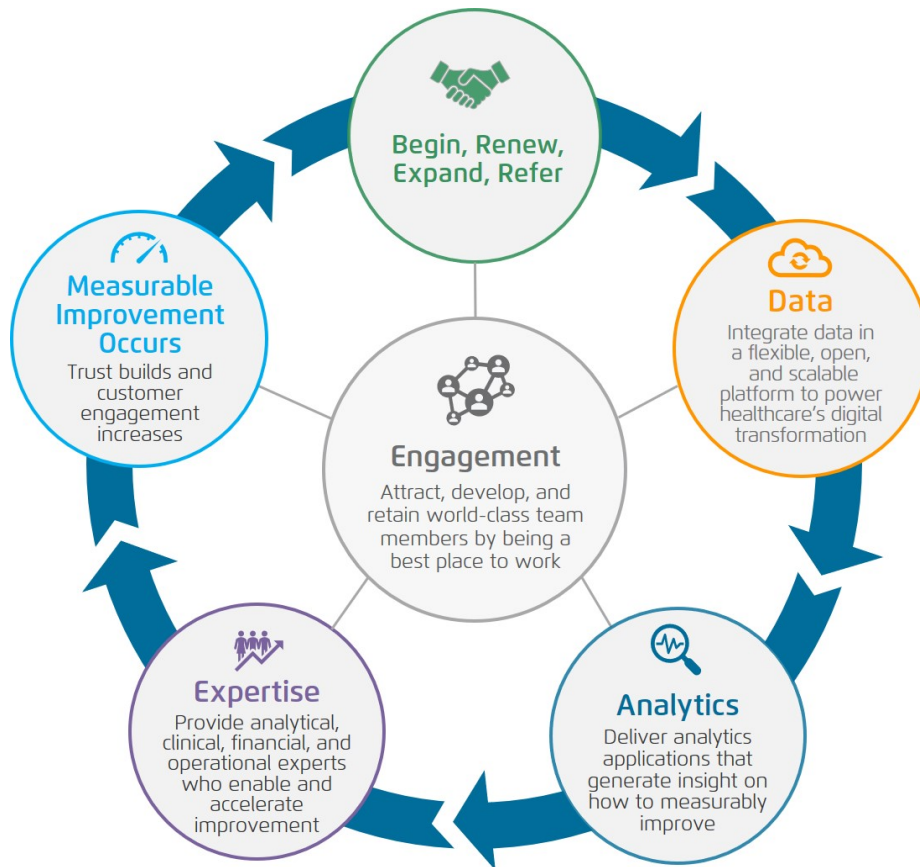 Begin, Renew,
Expand, Refer
Data
Integrate data in
a flexible, open,
and scalable
platform to power
healthcare’s digital
transformation
Analytics
Deliver analytics
applications that
generate insight on
how to measurably
improve
Expertise
Provide analytical,
clinical, financial, and
operational experts
who enable and
accelerate
improvement
Measurable
Improvement
Occurs
Trust builds and
customer
engagement
increases
Engagement
Attract, develop, and
retain world-class team
members by being a
best place to work